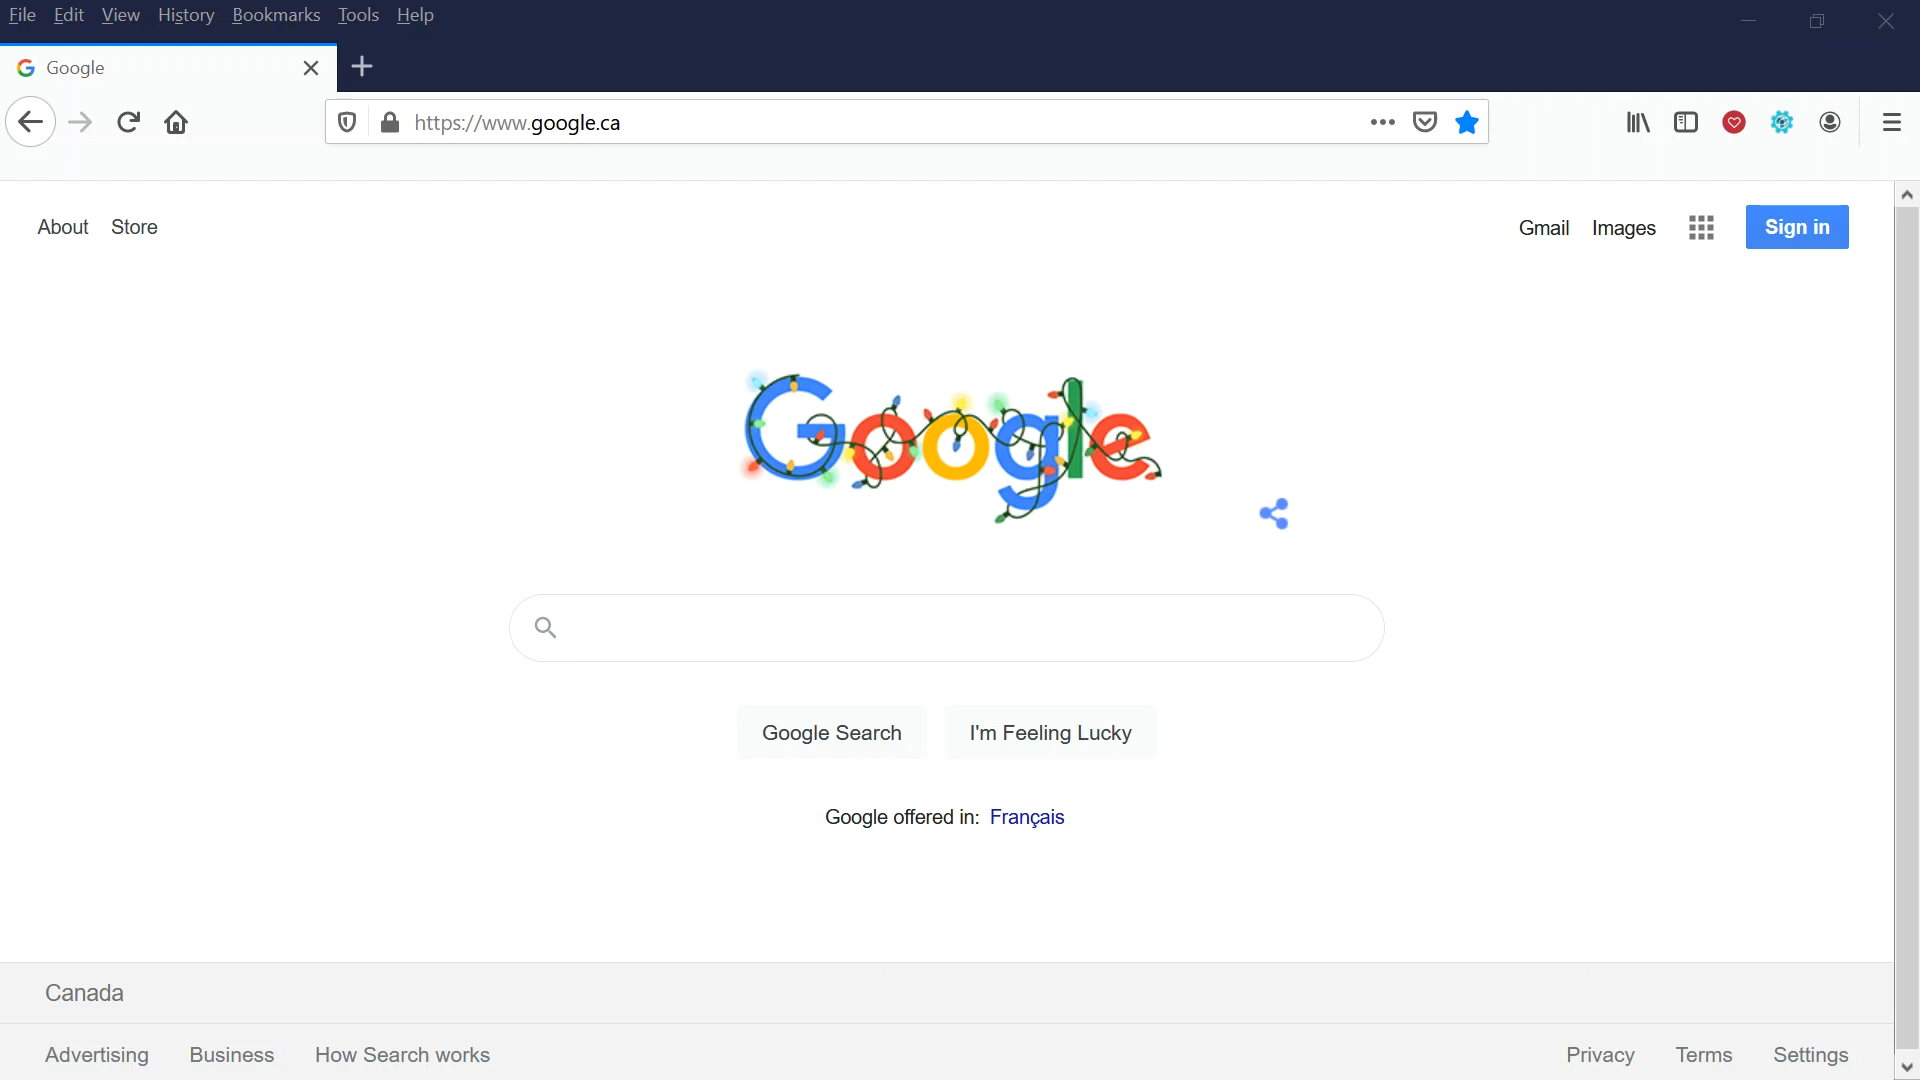 File Edit View History Bookmarks Tools Help
Google
https://www.google.ca
About Store Gmail Images Sign in
Google
Google Search I'm Feeling Lucky
Google offered in: Français
Canada
Advertising Business How Search works Privacy Terms Settings